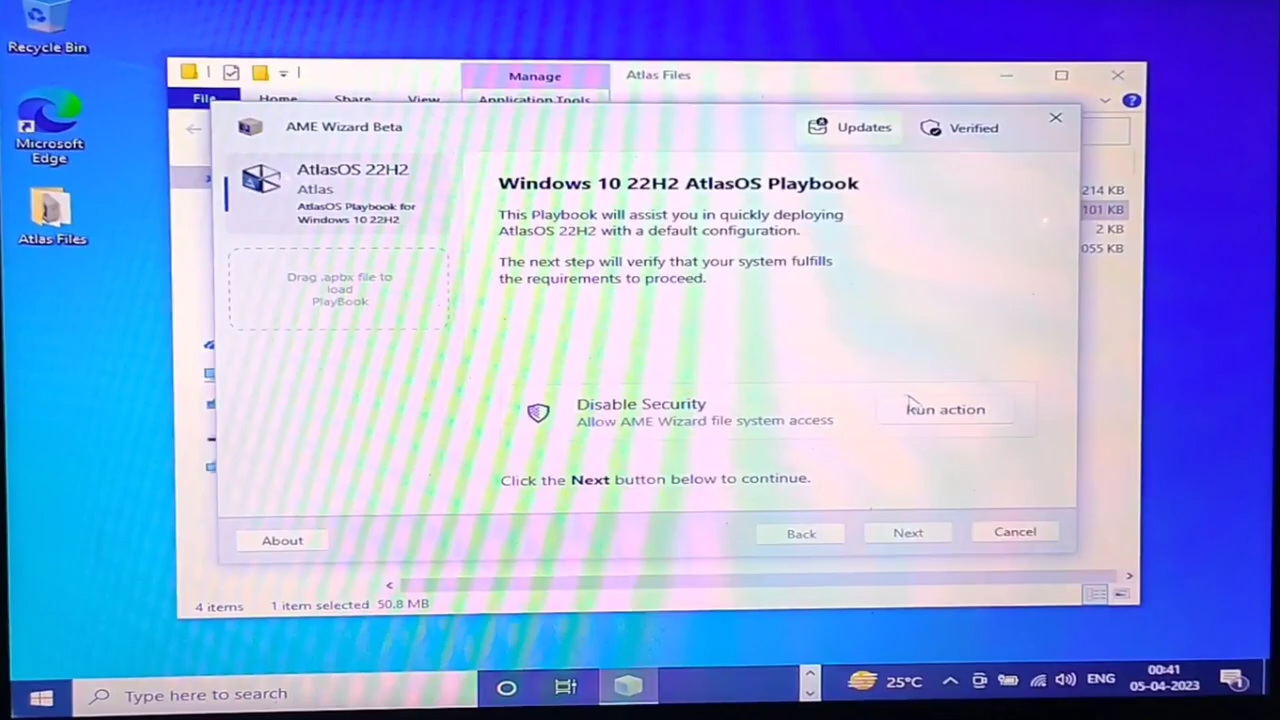 Recycle Bin
Microsoft
Edge
Atlas Files
Manage
Atlas Files
File
Home
Share
View
Application Tools
AME Wizard Beta
Updates
Verified
AtlasOS 22H2
Atlas
AtlasOS Playbook for
Windows 10 22H2
Drag .apbx file to
load
PlayBook
Windows 10 22H2 AtlasOS Playbook
This Playbook will assist you in quickly deploying
AtlasOS 22H2 with a default configuration.
The next step will verify that your system fulfills
the requirements to proceed.
214 KB
101 KB
2 KB
055 KB
Disable Security
Allow AME Wizard file system access
Run action
Click the Next button below to continue.
About
Back
Next
Cancel
4 items
1 item selected 50.8 MB
Type here to search
25°C
ENG
00:41
05-04-2023
1